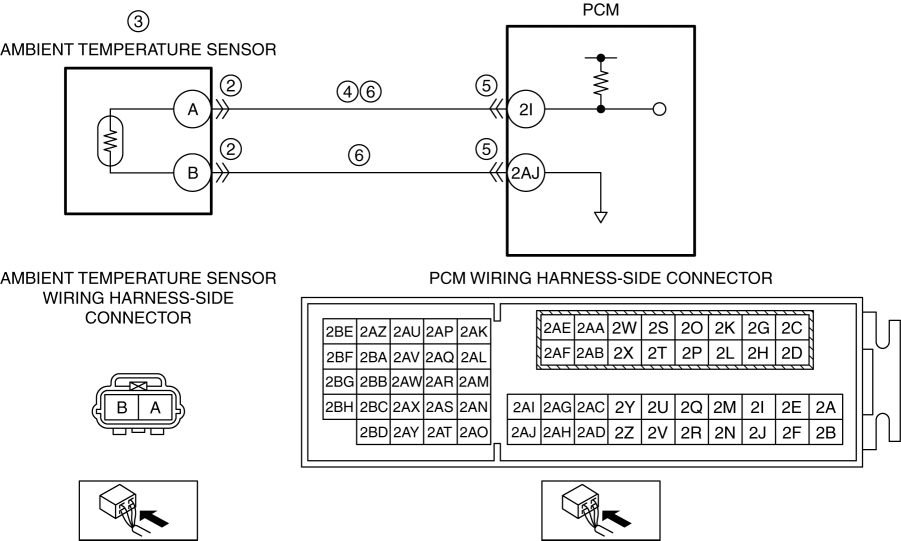 PCM
③
AMBIENT TEMPERATURE SENSOR
② ④ ⑥ ⑤
A 2I
② ⑥ ⑤
B 2AJ
AMBIENT TEMPERATURE SENSOR
WIRING HARNESS-SIDE
CONNECTOR
B A
PCM WIRING HARNESS-SIDE CONNECTOR
2BE 2AZ 2AU 2AP 2AK
2BF 2BA 2AV 2AQ 2AL
2BG 2BB 2AW 2AR 2AM
2BH 2BC 2AX 2AS 2AN
2BD 2AY 2AT 2AO
2AE 2AA 2W 2S 2O 2K 2G 2C
2AF 2AB 2X 2T 2P 2L 2H 2D
2AI 2AG 2AC 2Y 2U 2Q 2M 2I 2E 2A
2AJ 2AH 2AD 2Z 2V 2R 2N 2J 2F 2B